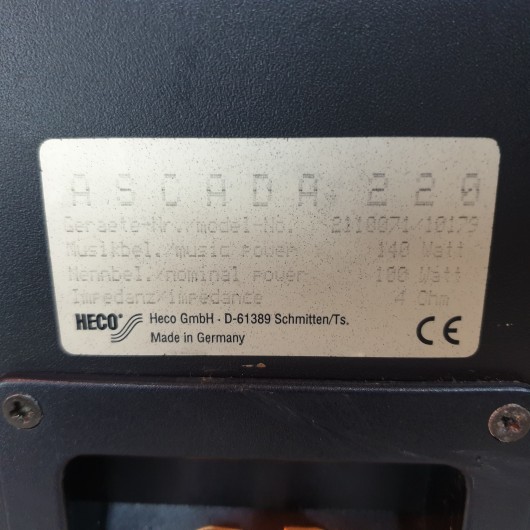 ASCADA 220
Geraete-Nr./model-No. 2110071/10179
Musikbel./music power 140 Watt
Nennbel./nominal power 100 Watt
Impedanz/impedance 4 Ohm
HECO® Heco GmbH - D-61389 Schmitten/Ts.
Made in Germany
CE